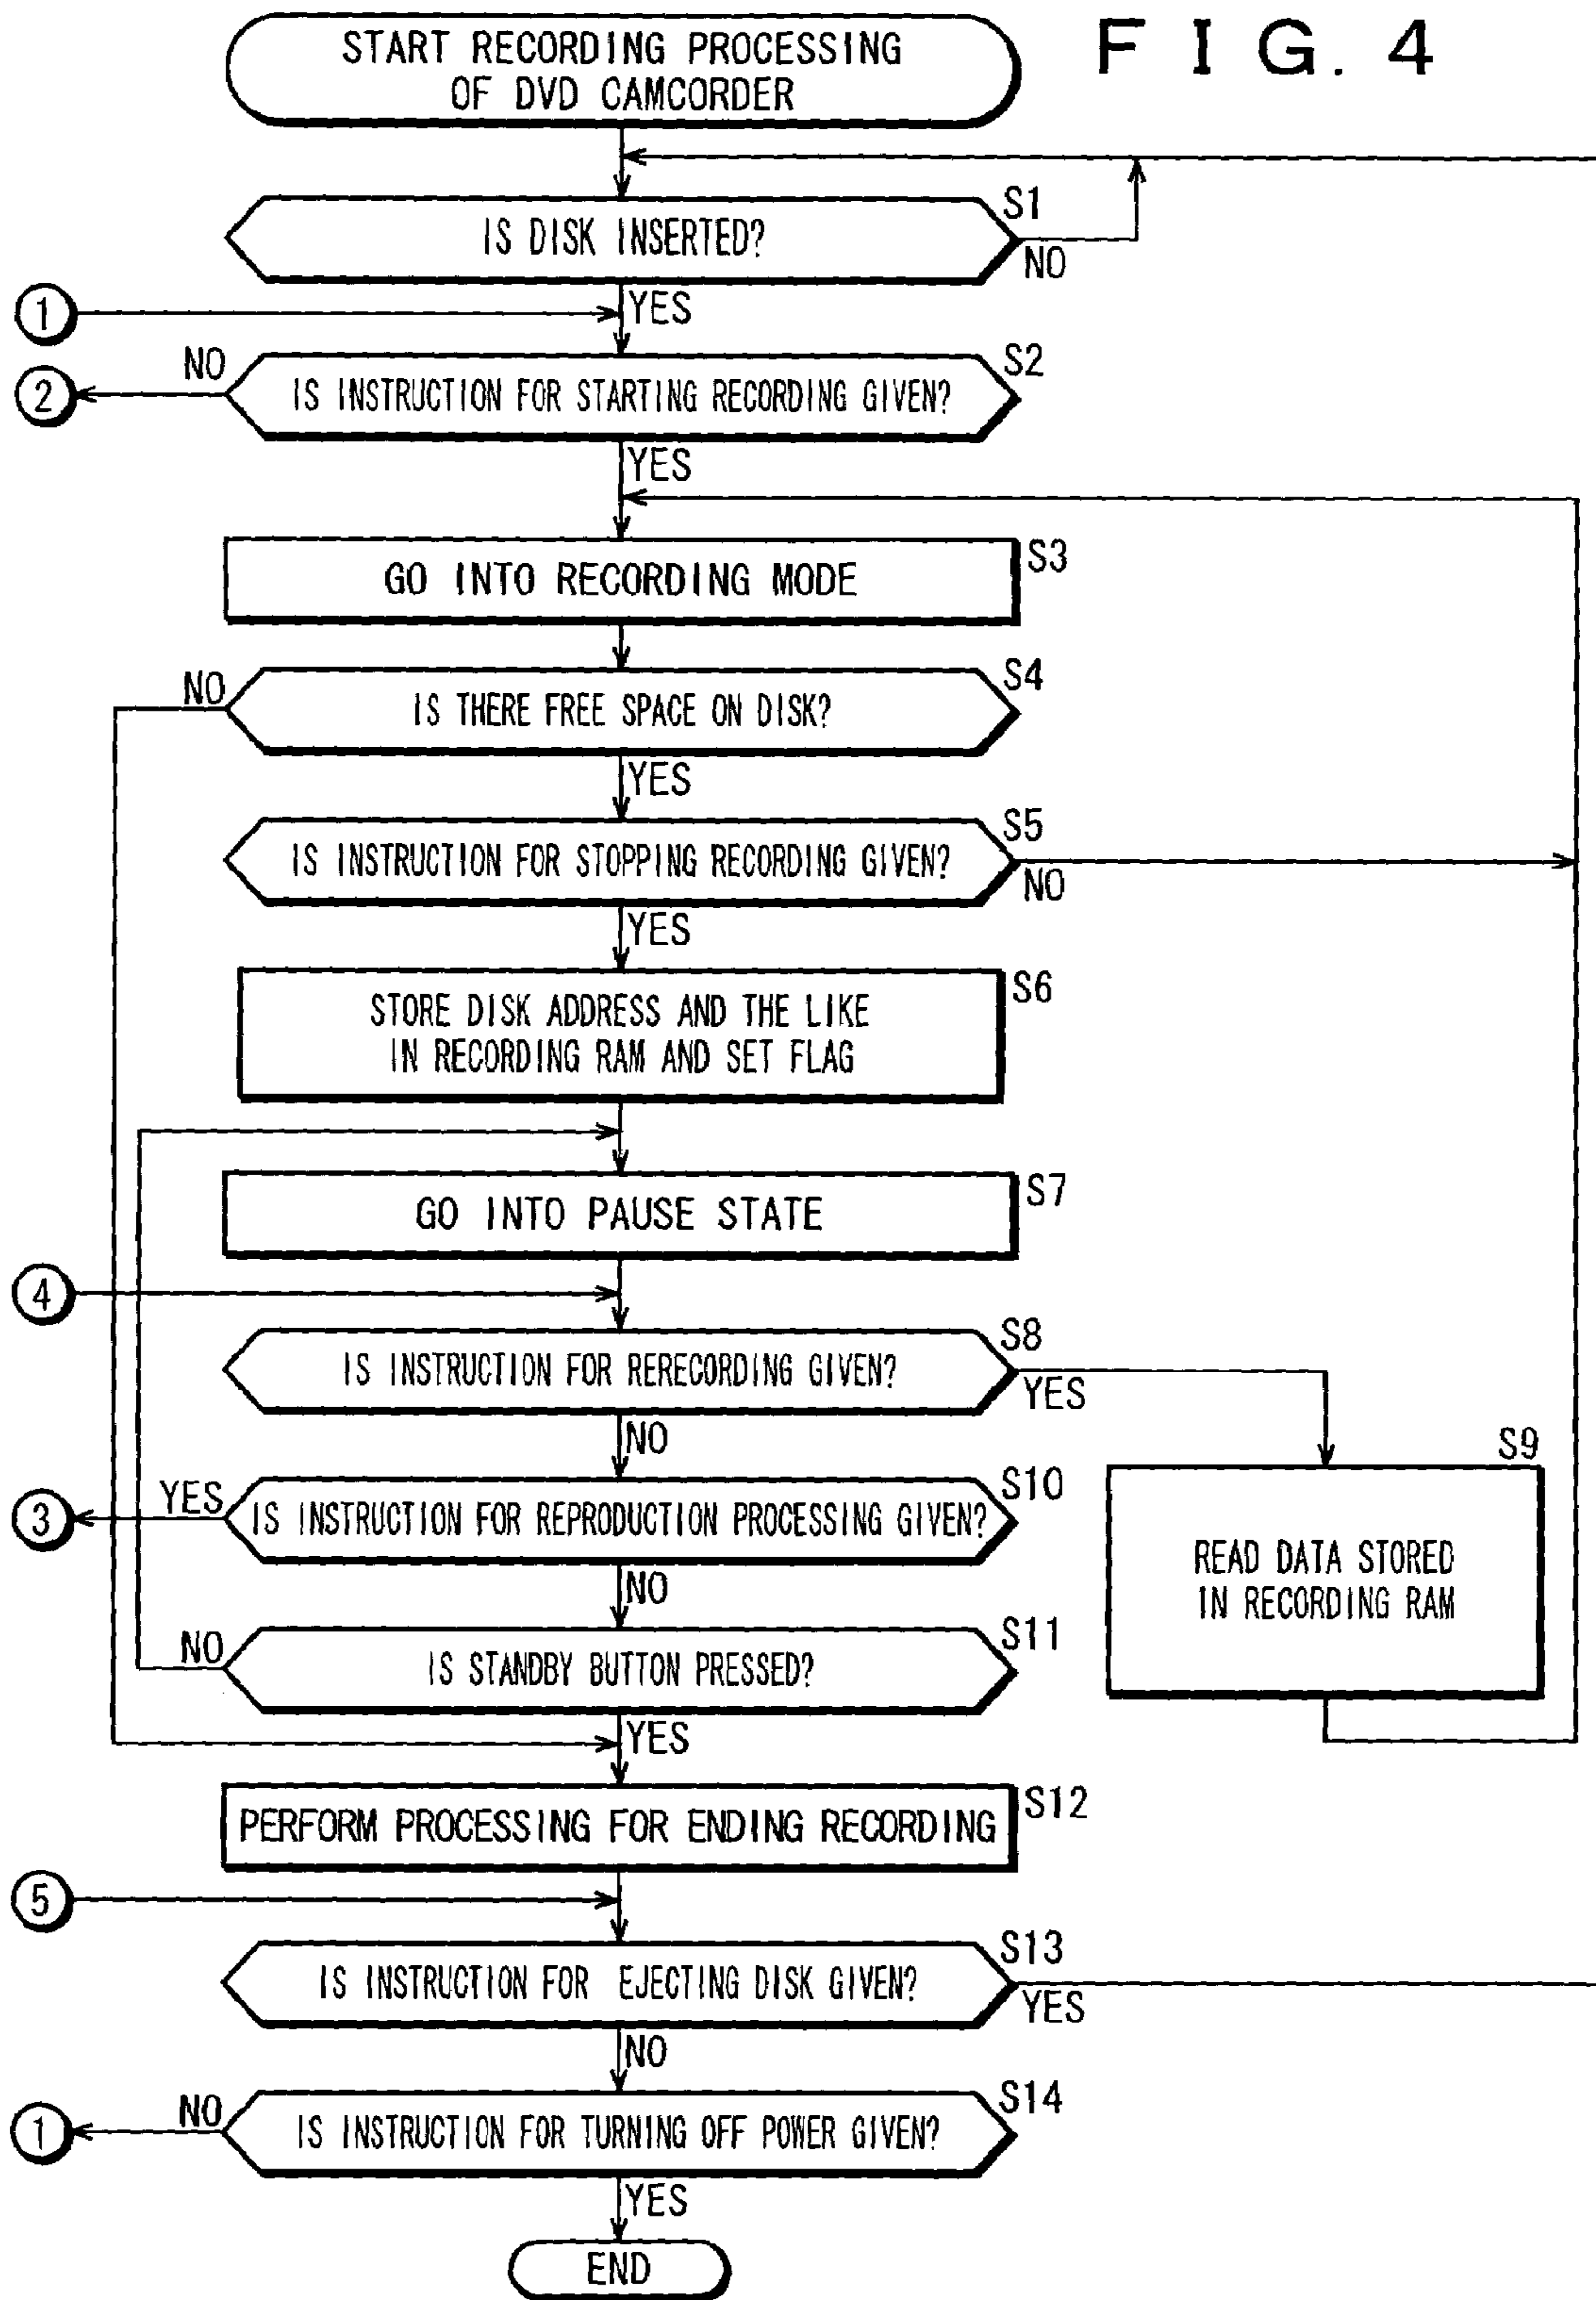 START RECORDING PROCESSING
OF DVD CAMCORDER
FIG. 4
S1
IS DISK INSERTED?
NO
1
YES
NO
S2
2
IS INSTRUCTION FOR STARTING RECORDING GIVEN?
YES
GO INTO RECORDING MODE
S3
NO
S4
IS THERE FREE SPACE ON DISK?
YES
S5
IS INSTRUCTION FOR STOPPING RECORDING GIVEN?
NO
YES
S6
STORE DISK ADDRESS AND THE LIKE
IN RECORDING RAM AND SET FLAG
S7
GO INTO PAUSE STATE
4
S8
IS INSTRUCTION FOR RERECORDING GIVEN?
YES
NO
S9
READ DATA STORED
IN RECORDING RAM
S10
YES
3
IS INSTRUCTION FOR REPRODUCTION PROCESSING GIVEN?
NO
S11
NO
IS STANDBY BUTTON PRESSED?
YES
S12
PERFORM PROCESSING FOR ENDING RECORDING
5
S13
IS INSTRUCTION FOR EJECTING DISK GIVEN?
YES
NO
S14
NO
1
IS INSTRUCTION FOR TURNING OFF POWER GIVEN?
YES
END